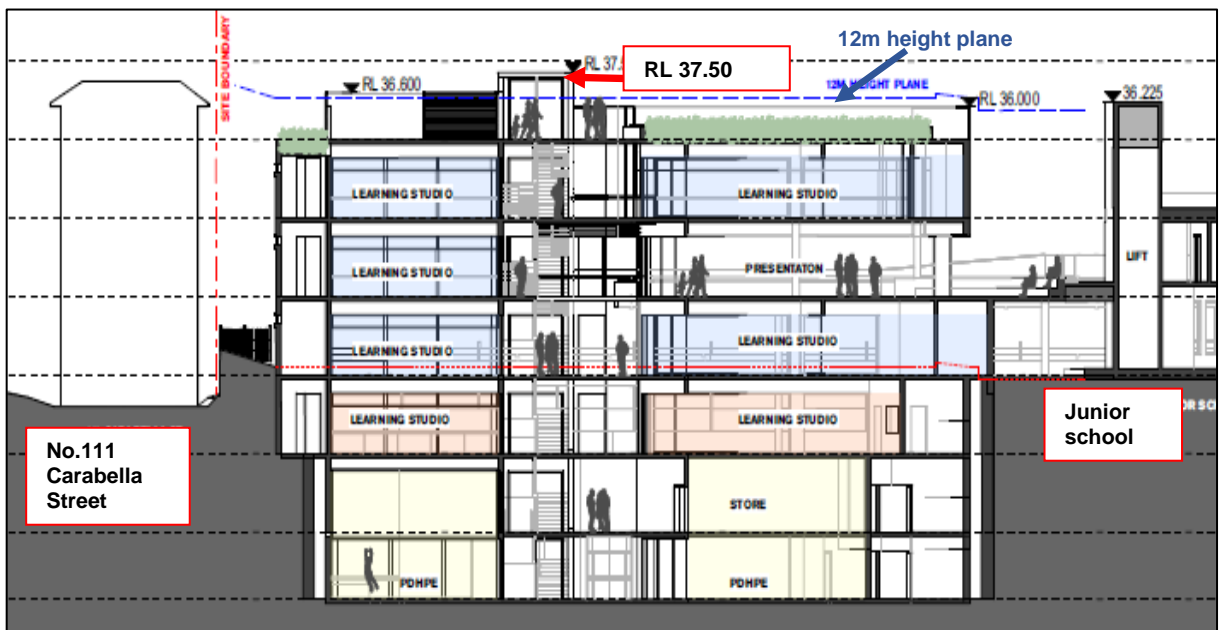 12m height plane
SITE BOUNDARY
RL 37.5
RL 37.50
RL 36.600
12M HEIGHT PLANE
RL 36.000
36.225
LEARNING STUDIO
LEARNING STUDIO
LEARNING STUDIO
PRESENTATON
LIFT
LEARNING STUDIO
LEARNING STUDIO
LEARNING STUDIO
LEARNING STUDIO
Junior
school
No.111
Carabella
Street
STORE
PDHPE
PDHPE